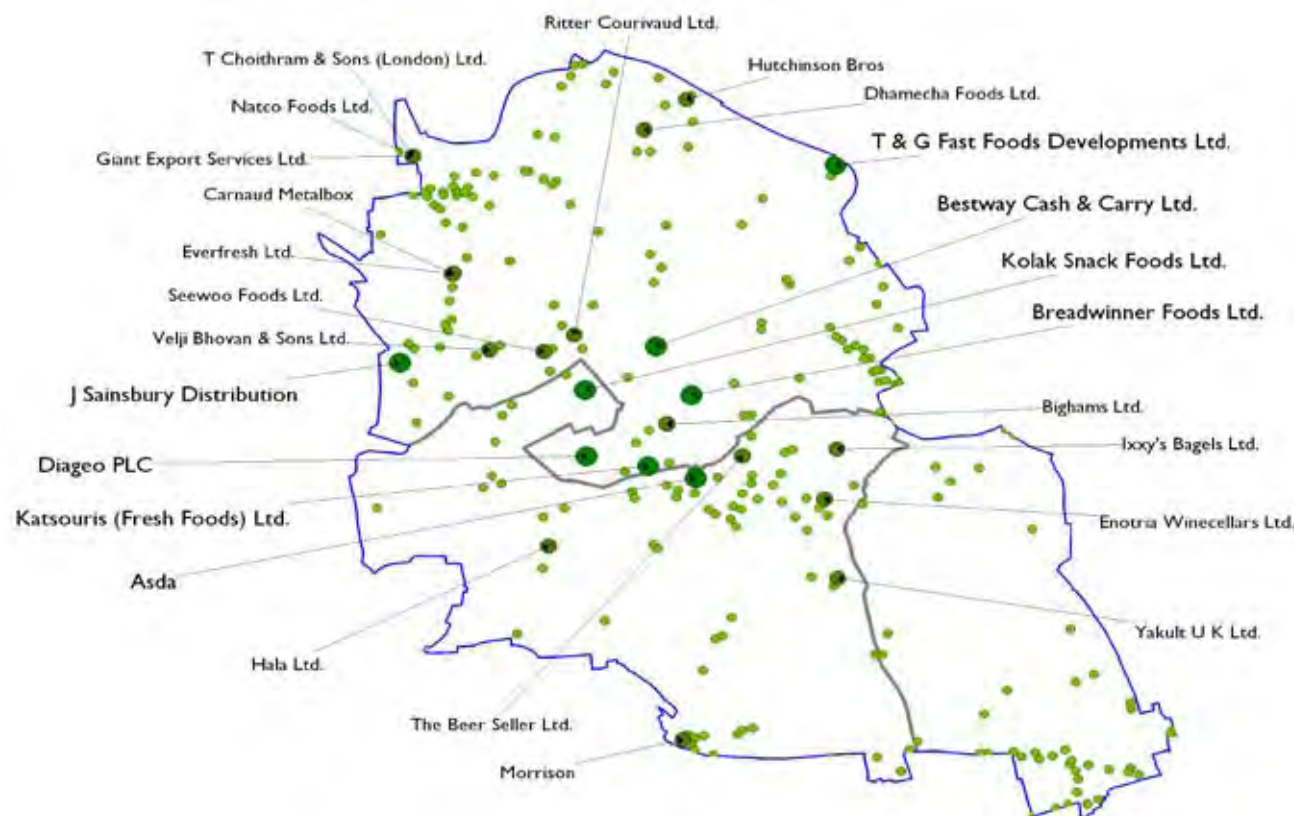 Ritter Courivaud Ltd.
T Choithram & Sons (London) Ltd.
Hutchinson Bros
Natco Foods Ltd.
Dhamecha Foods Ltd.
T & G Fast Foods Developments Ltd.
Giant Export Services Ltd.
Carnaud Metalbox
Bestway Cash & Carry Ltd.
Everfresh Ltd.
Kolak Snack Foods Ltd.
Seewoo Foods Ltd.
Breadwinner Foods Ltd.
Velji Bhovan & Sons Ltd.
J Sainsbury Distribution
Bighams Ltd.
Ixxy's Bagels Ltd.
Diageo PLC
Katsouris (Fresh Foods) Ltd.
Enotria Winecellars Ltd.
Asda
Yakult U K Ltd.
Hala Ltd.
The Beer Seller Ltd.
Morrison